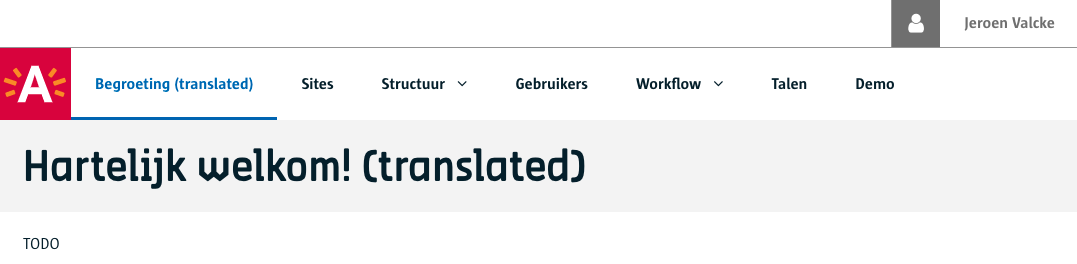 Jeroen Valcke
A Begroeting (translated) Sites Structuur Gebruikers Workflow Talen Demo
Hartelijk welkom! (translated)
TODO